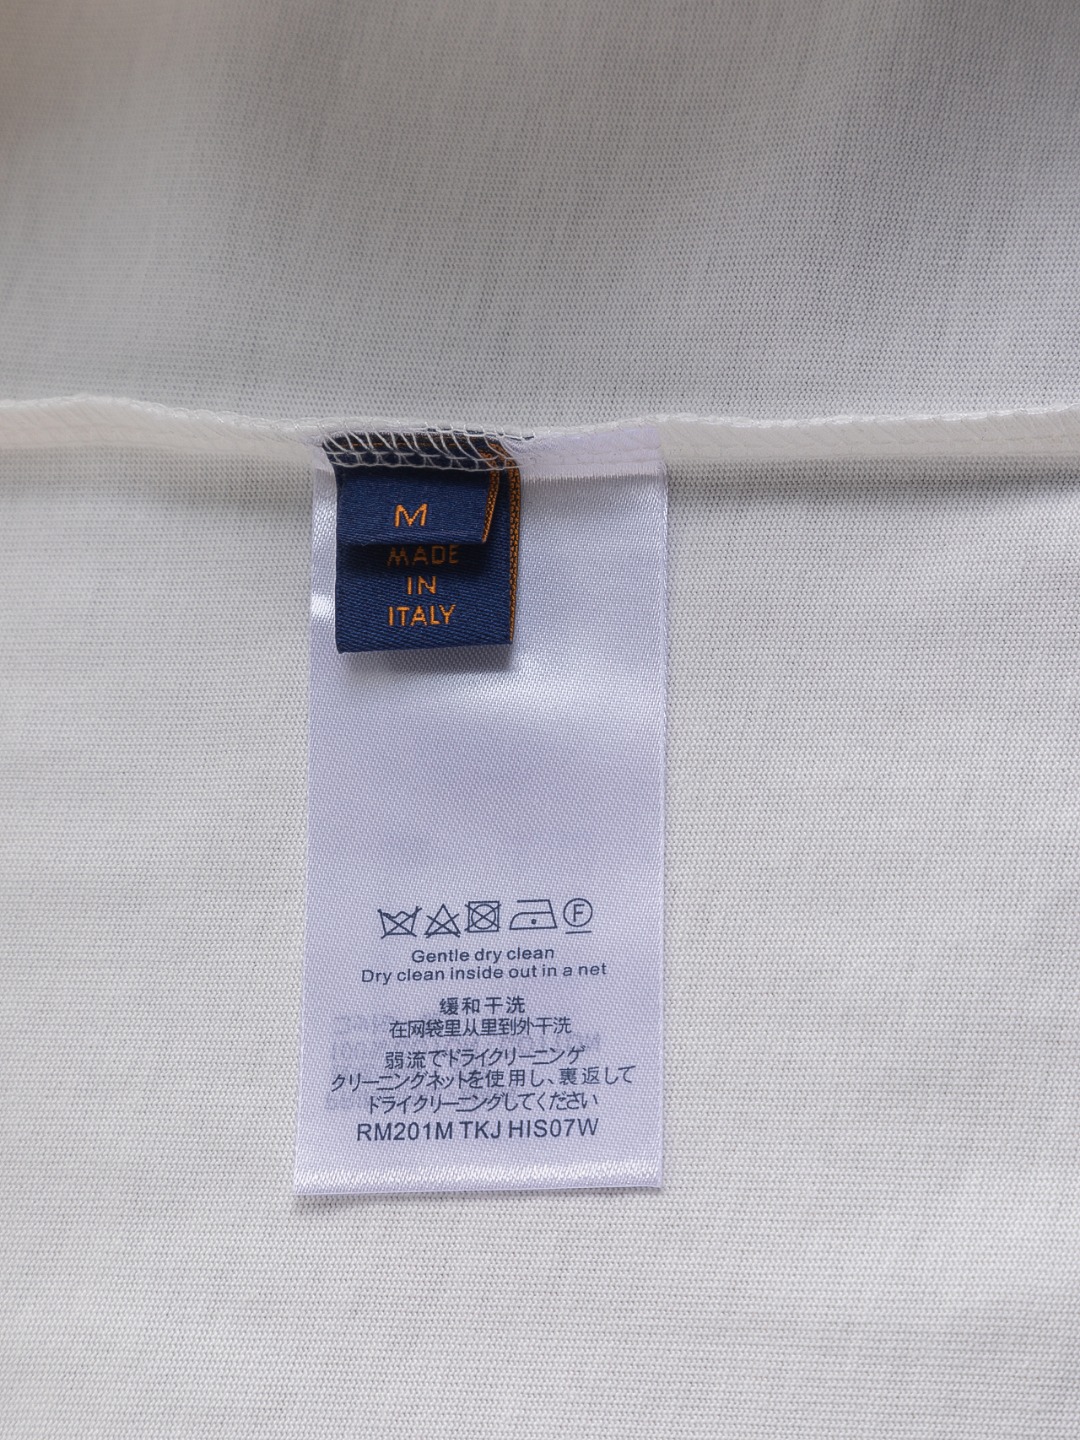 M
MADE
IN
ITALY
F
Gentle dry clean
Dry clean inside out in a net
缓和干洗
在网袋里从里到外干洗
弱流でドライクリーニング
クリーニングネットを使用し、裏返して
ドライクリーニングしてください
RM201M TKJ HIS07W